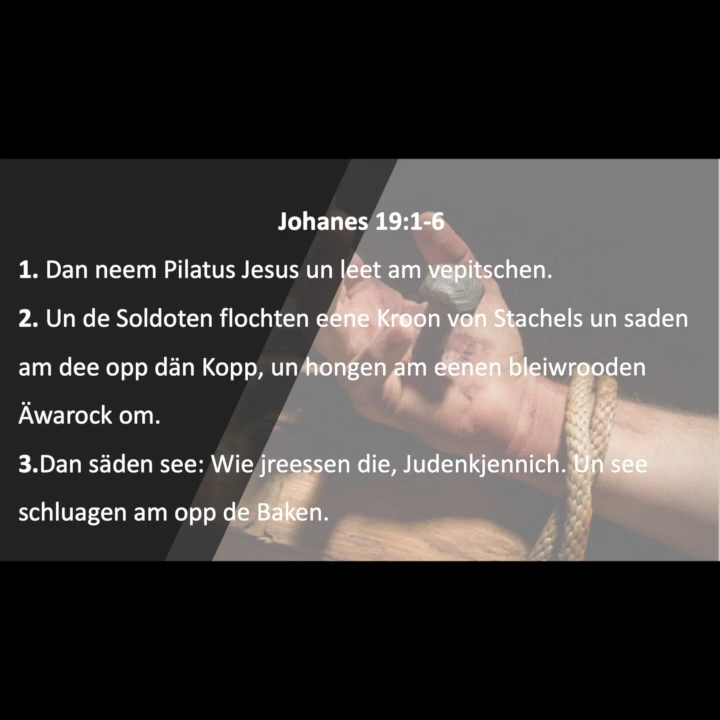 Johanes 19:1-6
1. Dan neem Pilatus Jesus un leet am vepitschen.
2. Un de Soldoten flochten eene Kroon von Stachels un saden
am dee opp dän Kopp, un hongen am eenen bleiwrooden
Äwarock om.
3.Dan säden see: Wie jreessen die, Judenkjennich. Un see
schluagen am opp de Baken.